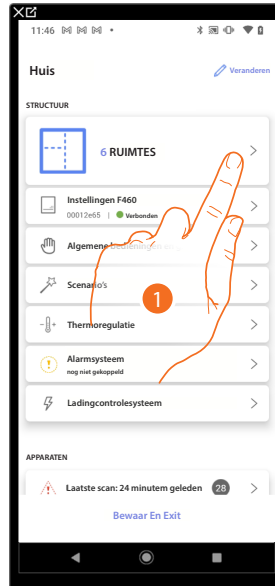 11:46
Huis
Veranderen
STRUCTUUR
6 RUIMTES
Instellingen F460
00012e65 | Verbonden
Algemene bedieningen
Scenario's
1
Thermoregulatie
Alarmsysteem
nog niet gekoppeld
Ladingcontrolesysteem
APPARATEN
Laatste scan: 24 minutem geleden 28
Bewaar En Exit